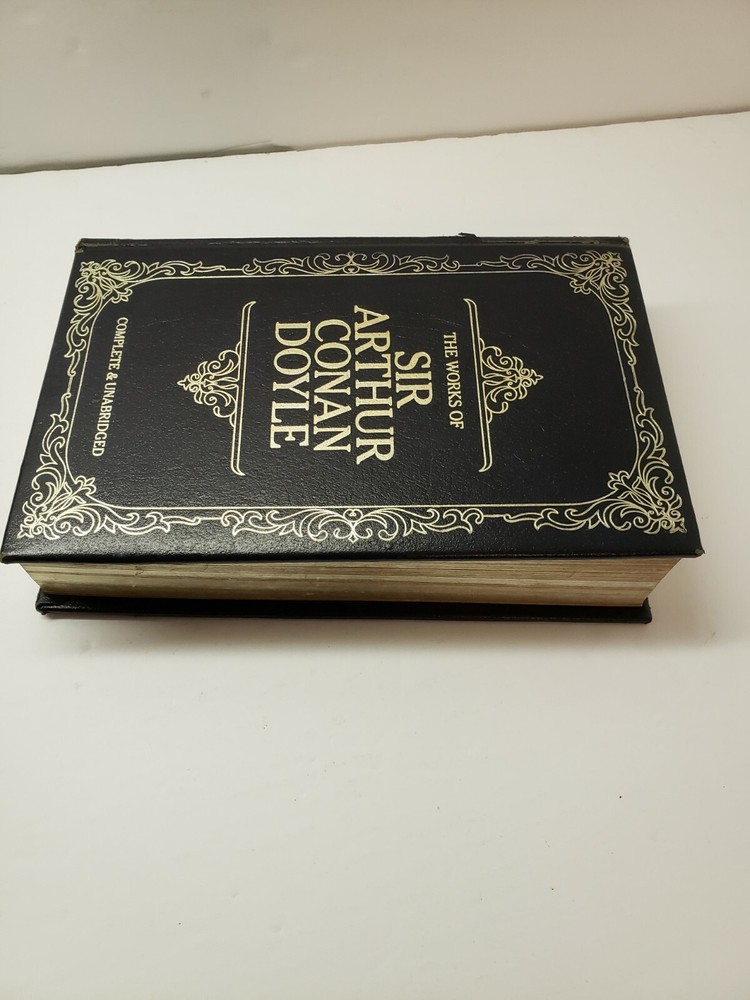 THE WORKS OF
SIR
ARTHUR
CONAN
DOYLE
COMPLETE & UNABRIDGED